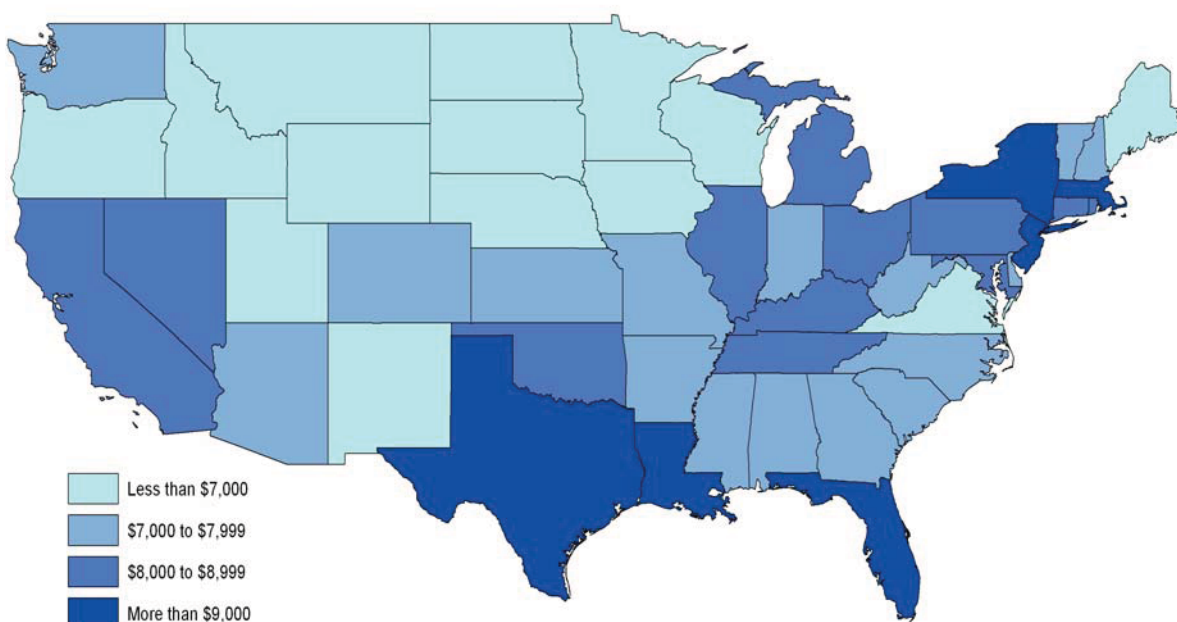 Less than $7,000
$7,000 to $7,999
$8,000 to $8,999
More than $9,000